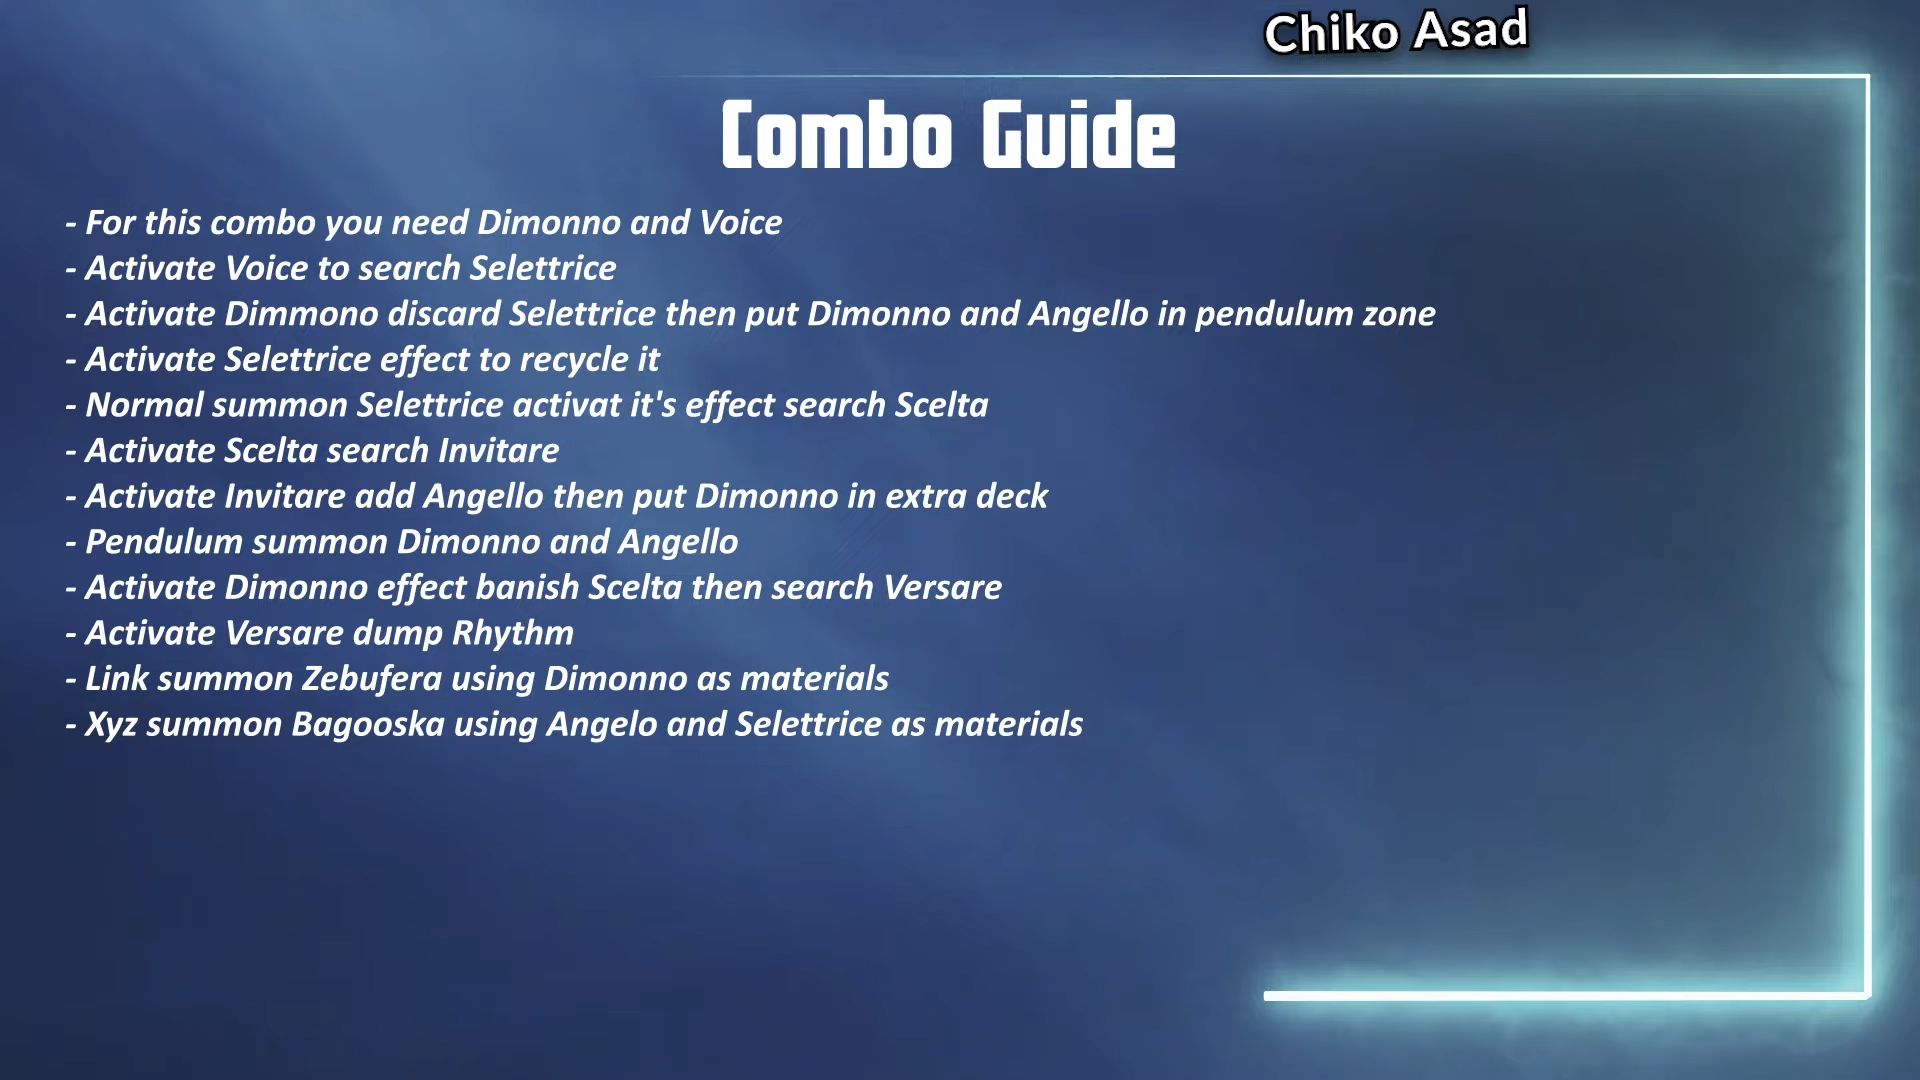 Chiko Asad
Combo Guide
- For this combo you need Dimonno and Voice
- Activate Voice to search Selettrice
- Activate Dimmono discard Selettrice then put Dimonno and Angello in pendulum zone
- Activate Selettrice effect to recycle it
- Normal summon Selettrice activat it's effect search Scelta
- Activate Scelta search Invitare
- Activate Invitare add Angello then put Dimonno in extra deck
- Pendulum summon Dimonno and Angello
- Activate Dimonno effect banish Scelta then search Versare
- Activate Versare dump Rhythm
- Link summon Zebufera using Dimonno as materials
- Xyz summon Bagooska using Angelo and Selettrice as materials